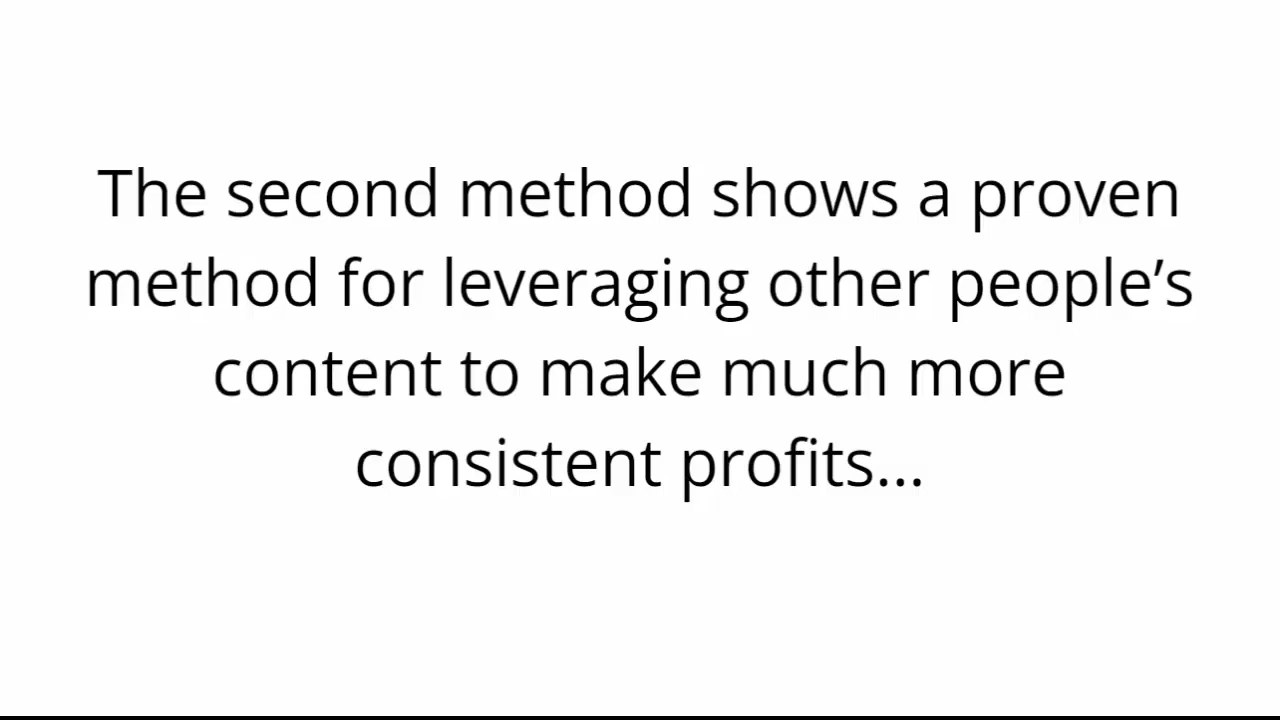 The second method shows a proven
method for leveraging other people’s
content to make much more
consistent profits...